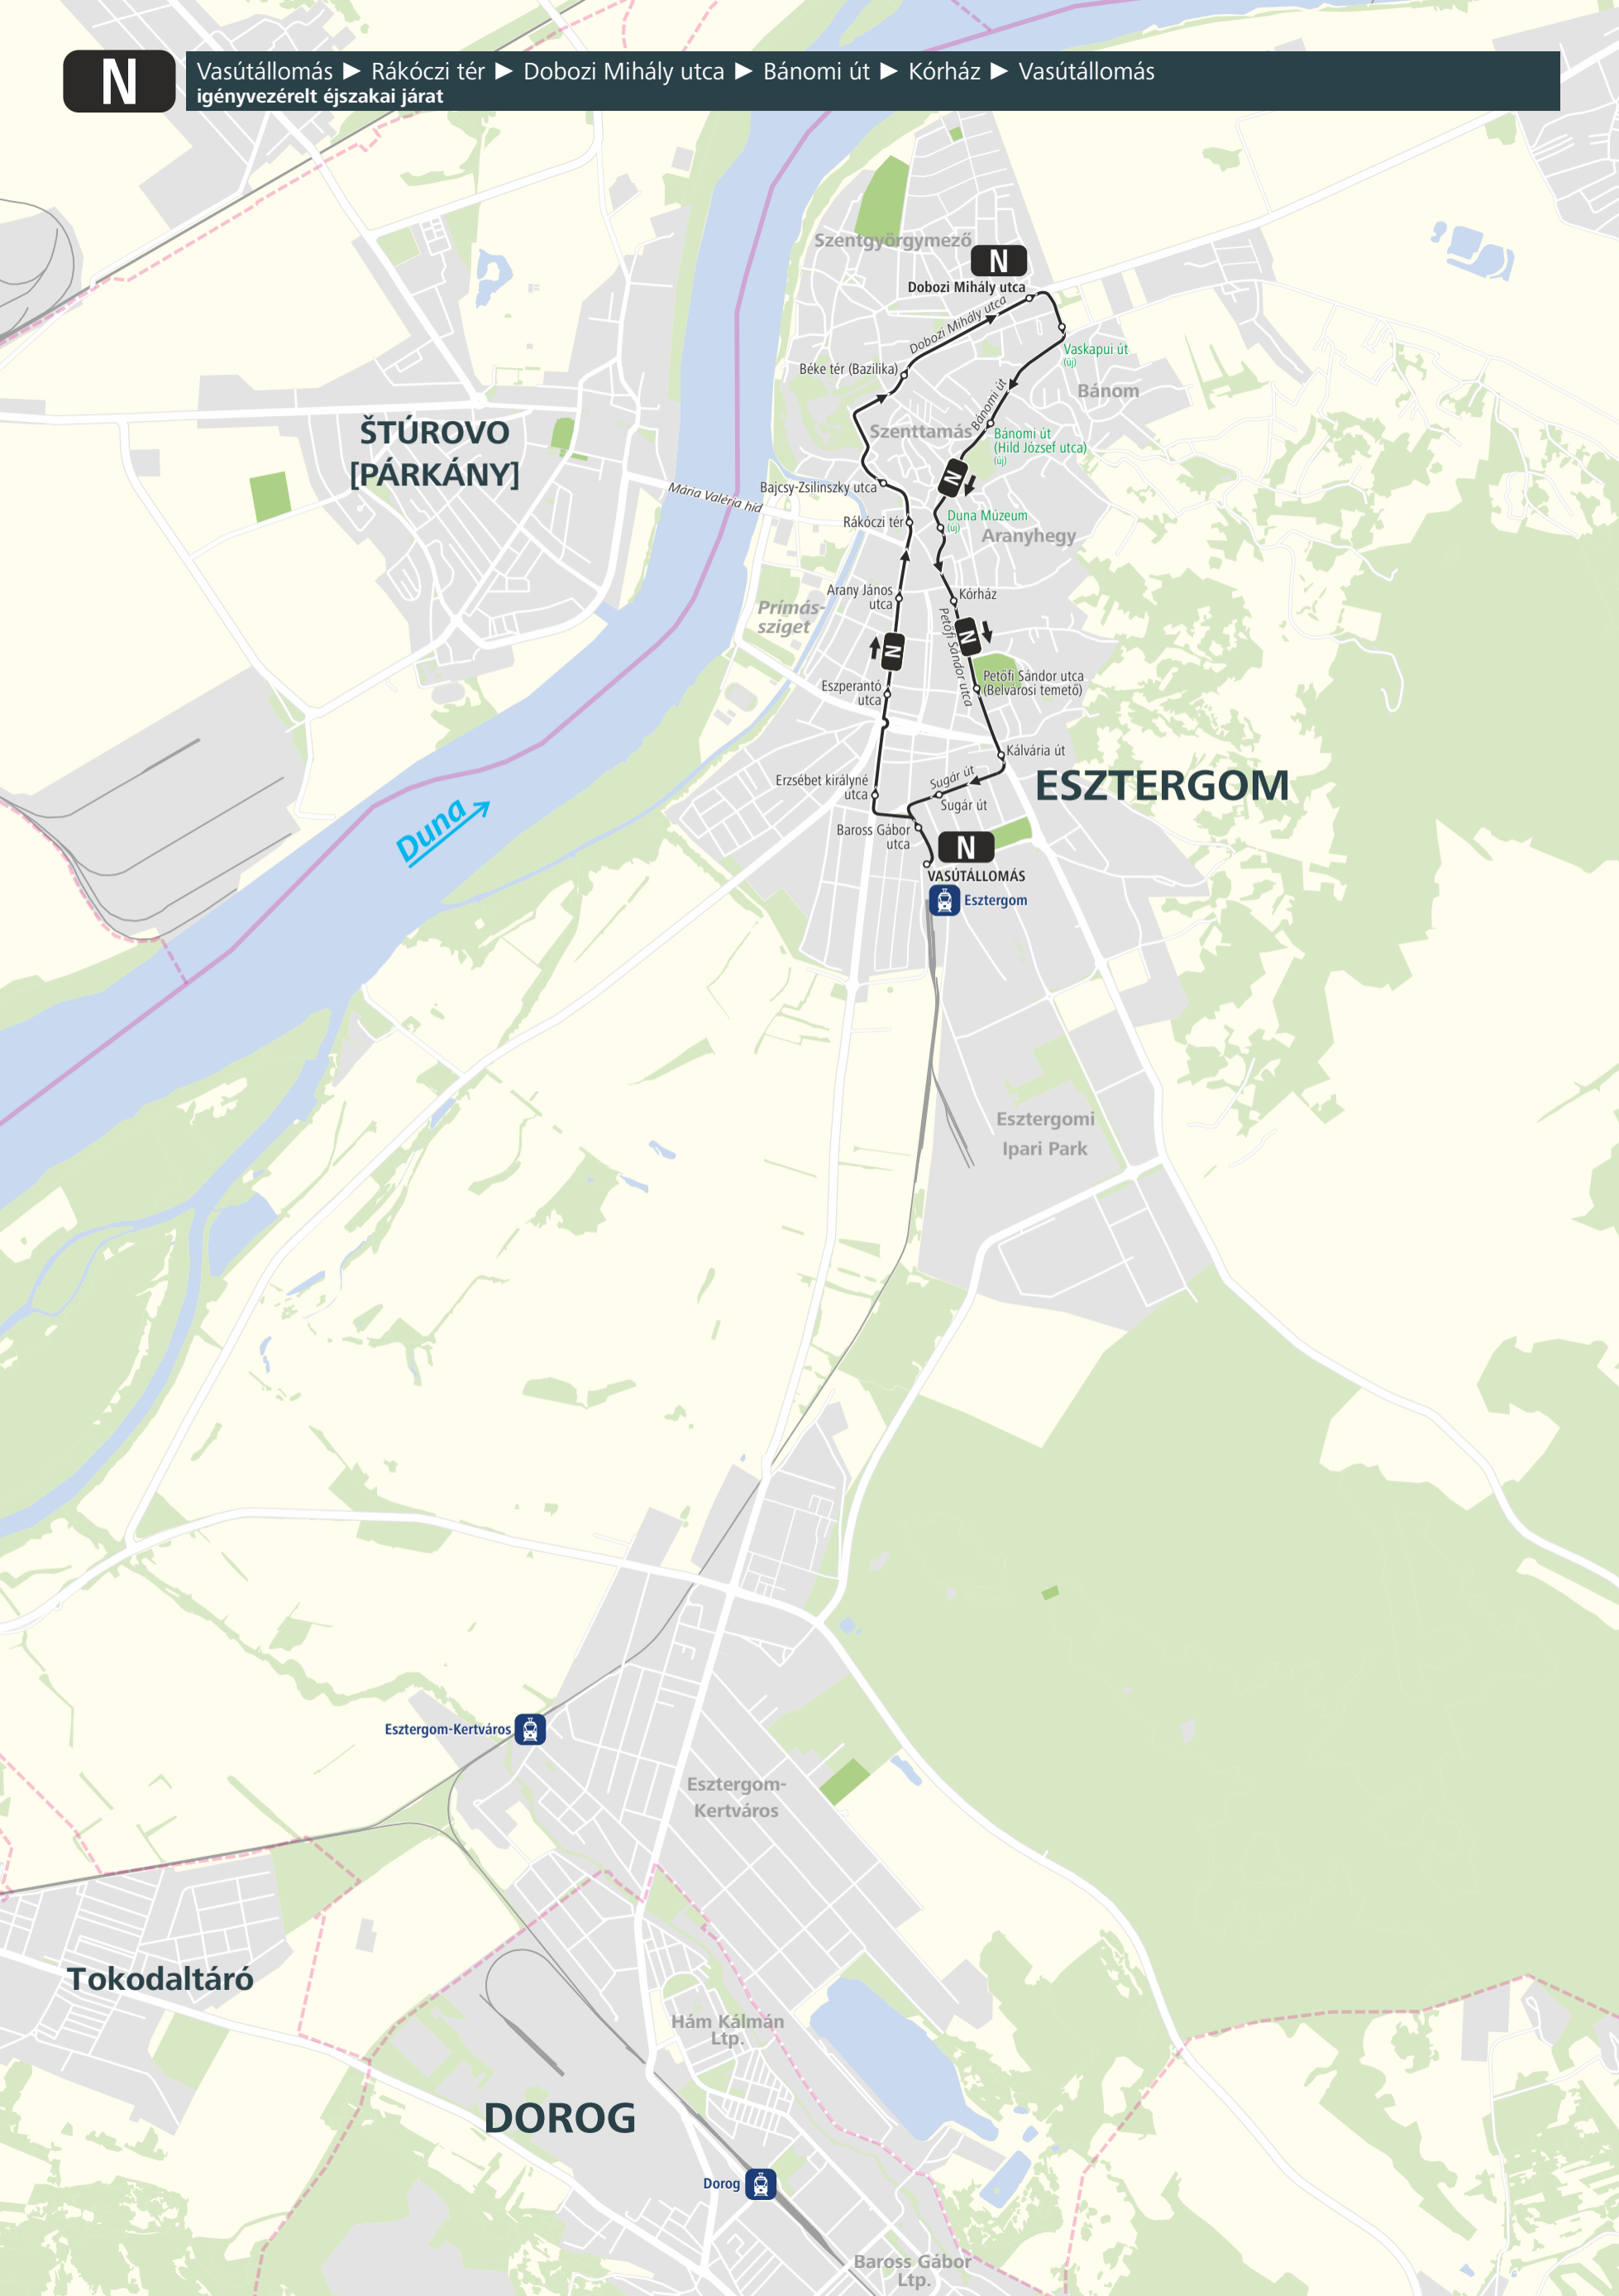 N
Vasútállomás ▶ Rákóczi tér ▶ Dobozi Mihály utca ▶ Bánomi út ▶ Kórház ▶ Vasútállomás
igényvezérelt éjszakai járat
Szentgyörgymező
N
Dobozi Mihály utca
Dobozi Mihály utca
Vaskapui út
(új)
Béke tér (Bazilika)
Bánom
Bánomi út
ŠTÚROVO
[PÁRKÁNY]
Szenttamás
Bánomi út
(Hild József utca)
(új)
N
Mária Valéria híd
Bajcsy-Zsilinszky utca
Rákóczi tér
Duna Múzeum
(új)
Aranyhegy
Arany János
utca
Kórház
Prímás-
sziget
Petőfi Sándor utca
N
N
Eszperantó
utca
Petőfi Sándor utca
(Belvárosi temető)
Kálvária út
Erzsébet királyné
utca
Sugár út
Sugár út
ESZTERGOM
Duna
Baross Gábor
utca
N
VASÚTÁLLOMÁS
Esztergom
Esztergomi
Ipari Park
Esztergom-Kertváros
Esztergom-
Kertváros
Tokodaltáró
Hám Kálmán
Ltp.
DOROG
Dorog
Baross Gábor
Ltp.